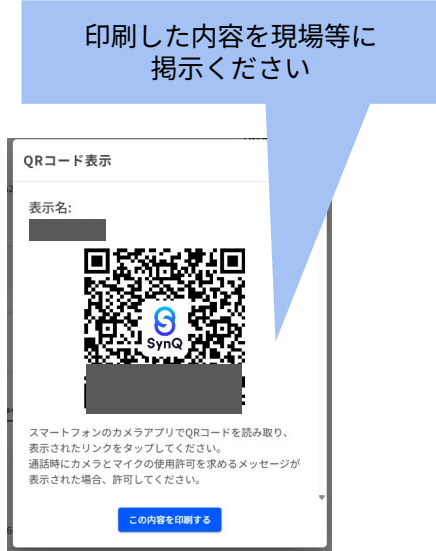 印刷した内容を現場等に
掲示ください
QRコード表示
表示名:
SynQ
スマートフォンのカメラアプリでQRコードを読み取り、
表示されたリンクをタップしてください。
通話時にカメラとマイクの使用許可を求めるメッセージが
表示された場合、許可してください。
この内容を印刷する